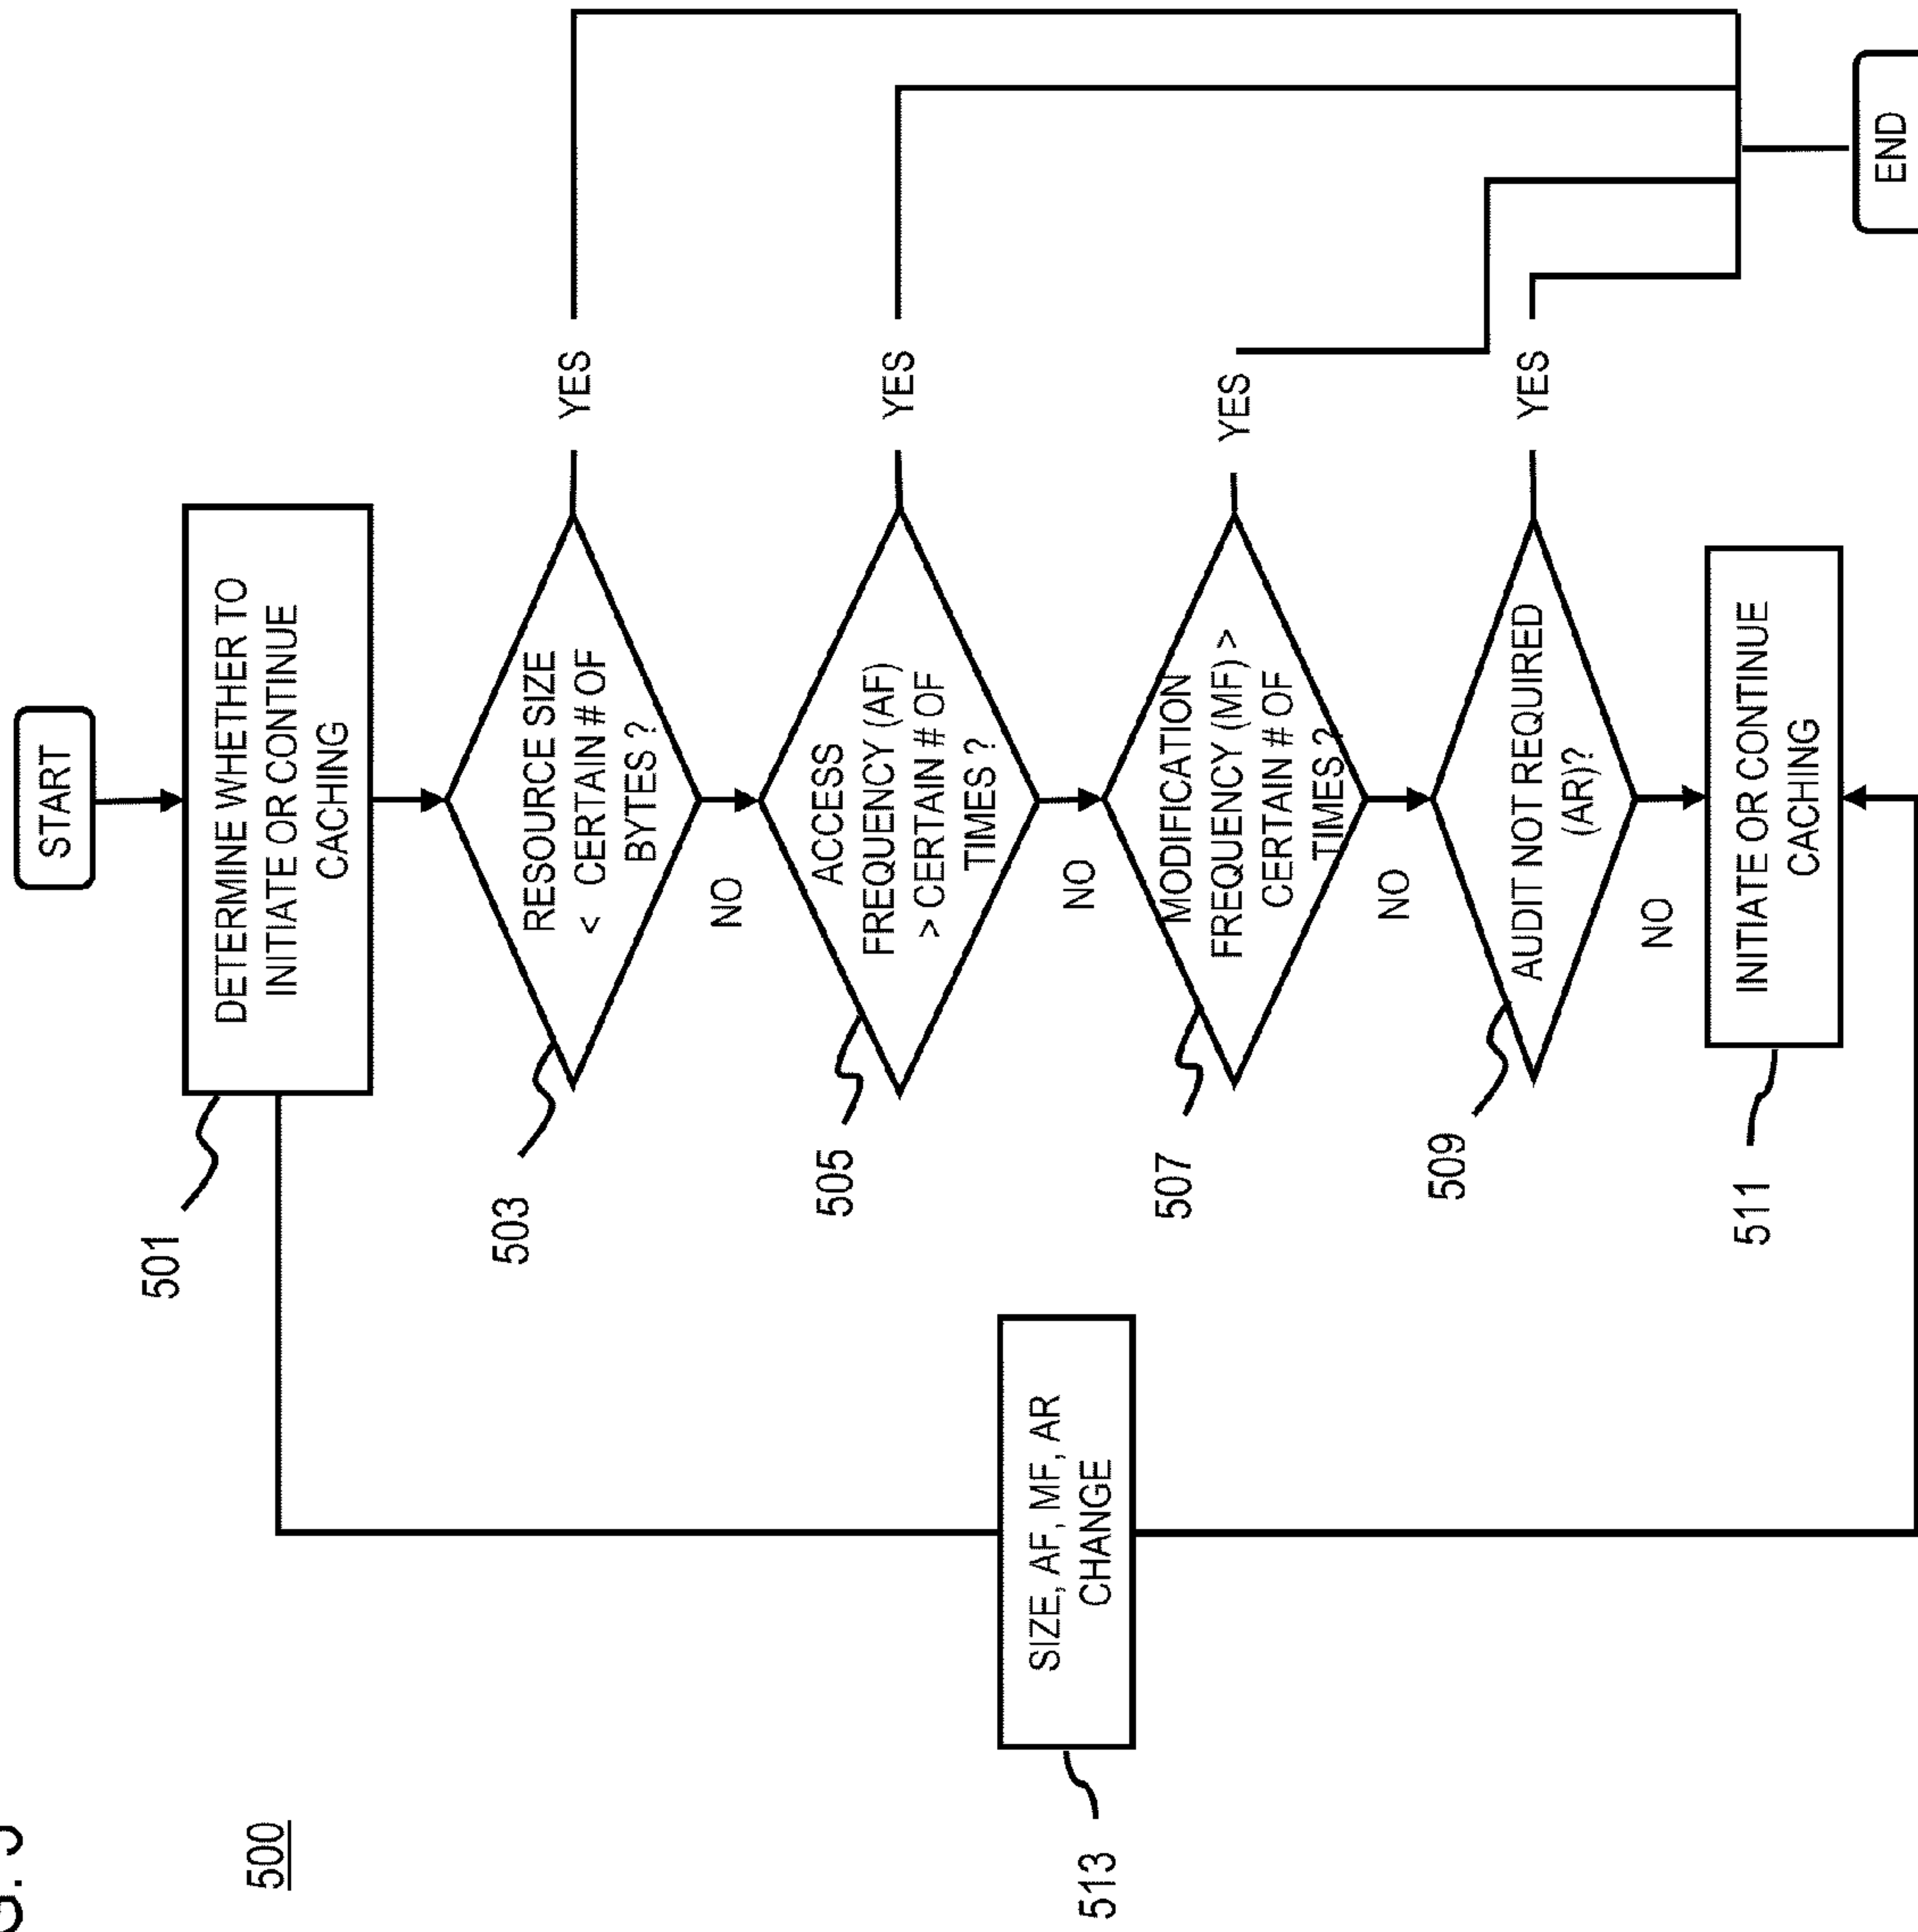 500
START
501
DETERMINE WHETHER TO
INITIATE OR CONTINUE
CACHING
503
RESOURCE SIZE
< CERTAIN # OF
BYTES ?
YES
NO
505
ACCESS
FREQUENCY (AF)
> CERTAIN # OF
TIMES ?
YES
NO
507
MODIFICATION
FREQUENCY (MF) >
CERTAIN # OF
TIMES ?
YES
NO
509
AUDIT NOT REQUIRED
(AR)?
YES
NO
511
INITIATE OR CONTINUE
CACHING
513
SIZE, AF, MF, AR
CHANGE
END